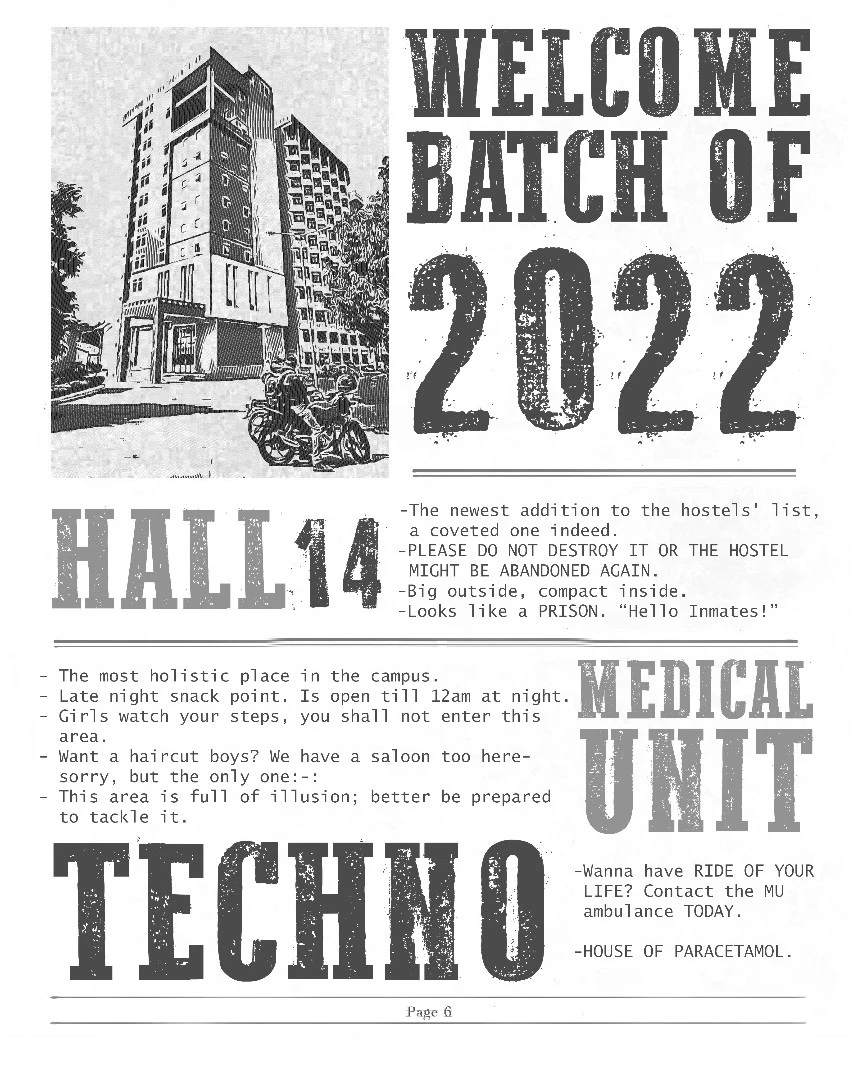 WELCOME
BATCH OF
2022
HALL 14
-The newest addition to the hostels' list,
a coveted one indeed.
-PLEASE DO NOT DESTROY IT OR THE HOSTEL
MIGHT BE ABANDONED AGAIN.
-Big outside, compact inside.
-Looks like a PRISON. “Hello Inmates!”
- The most holistic place in the campus.
- Late night snack point. Is open till 12am at night.
- Girls watch your steps, you shall not enter this
area.
- Want a haircut boys? We have a saloon too here-
sorry, but the only one:-:
- This area is full of illusion; better be prepared
to tackle it.
TECHNO
MEDICAL
UNIT
-Wanna have RIDE OF YOUR
LIFE? Contact the MU
ambulance TODAY.
-HOUSE OF PARACETAMOL.
Page 6